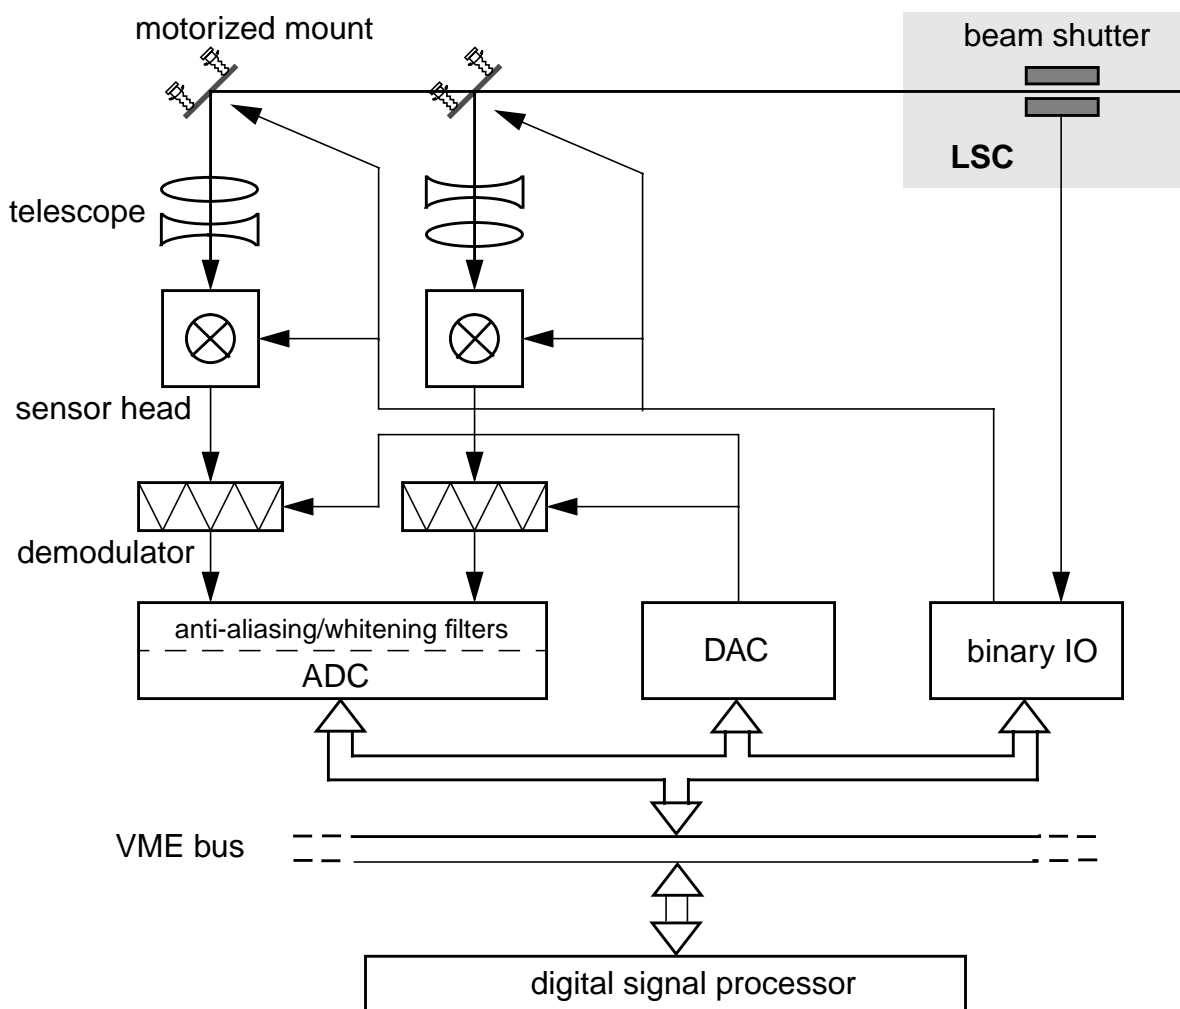 motorized mount
beam shutter
LSC
telescope
sensor head
demodulator
anti-aliasing/whitening filters
ADC
DAC
binary IO
VME bus
digital signal processor